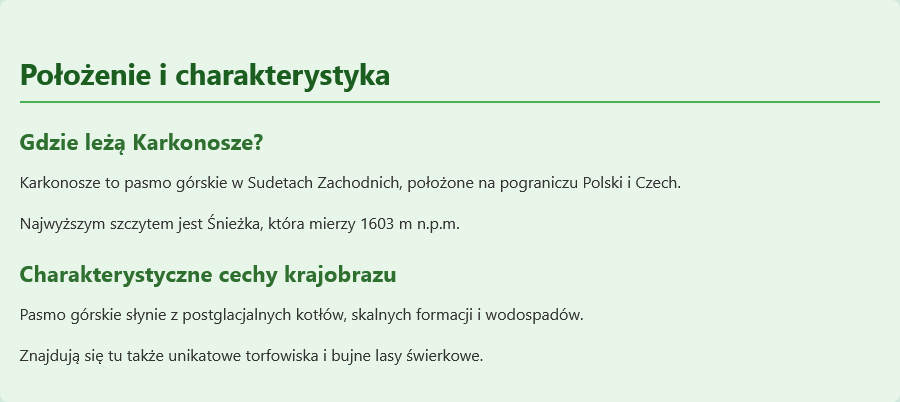 Położenie i charakterystyka
Gdzie leżą Karkonosze?
Karkonosze to pasmo górskie w Sudetach Zachodnich, położone na pograniczu Polski i Czech.
Najwyższym szczytem jest Śnieżka, która mierzy 1603 m n.p.m.
Charakterystyczne cechy krajobrazu
Pasmo górskie słynie z postglacjalnych kotłów, skalnych formacji i wodospadów.
Znajdują się tu także unikatowe torfowiska i bujne lasy świerkowe.